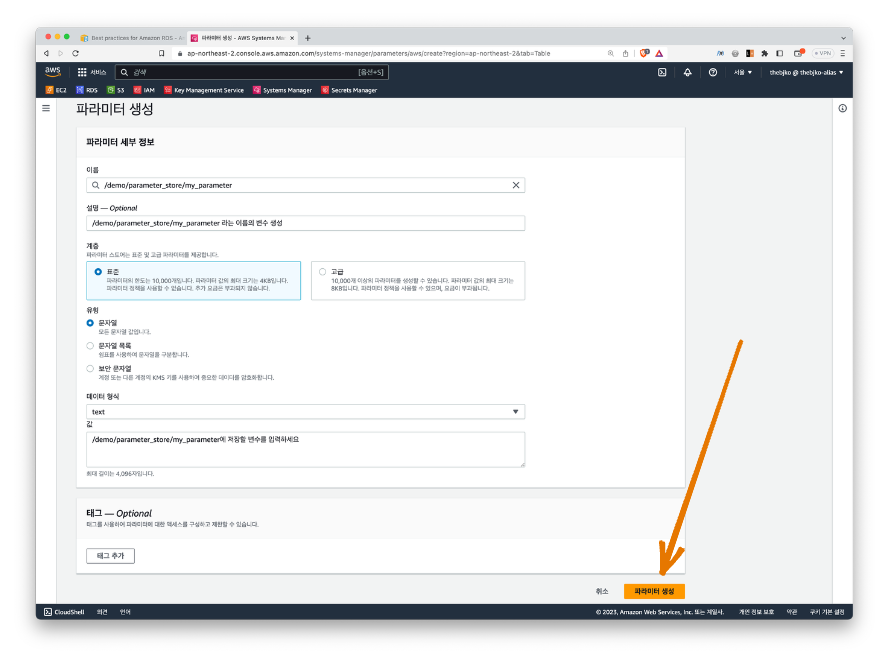 Best practices for Amazon RDS - A
파라미터 생성 - AWS Systems Man
ap-northeast-2.console.aws.amazon.com/systems-manager/parameters/aws/create?region=ap-northeast-2&tab=Table
VPN
aws
서비스
검색
[옵션+S]
서울
thebjko @ thebjko-alias
EC2
RDS
S3
IAM
Key Management Service
Systems Manager
Secrets Manager
파라미터 생성
파라미터 세부 정보
이름
/demo/parameter_store/my_parameter
설명 — Optional
/demo/parameter_store/my_parameter 라는 이름의 변수 생성
계층
파라미터 스토어는 표준 및 고급 파라미터를 제공합니다.
표준
파라미터의 한도는 10,000개입니다. 파라미터 값의 최대 크기는 4KB입니다.
파라미터 정책을 사용할 수 없습니다. 추가 요금은 부과되지 않습니다.
고급
10,000개 이상의 파라미터를 생성할 수 있습니다. 파라미터 값의 최대 크기는
8KB입니다. 파라미터 정책을 사용할 수 있으며, 요금이 부과됩니다.
유형
문자열
모든 문자열 값입니다.
문자열 목록
쉼표를 사용하여 문자열을 구분합니다.
보안 문자열
계정 또는 다른 계정의 KMS 키를 사용하여 중요한 데이터를 암호화합니다.
데이터 형식
text
값
/demo/parameter_store/my_parameter에 저장할 변수를 입력하세요
최대 길이는 4,096자입니다.
태그 — Optional
태그를 사용하여 파라미터에 대한 액세스를 구성하고 제한할 수 있습니다.
태그 추가
취소
파라미터 생성
CloudShell
의견
언어
© 2023, Amazon Web Services, Inc. 또는 계열사.
개인 정보 보호
약관
쿠키 기본 설정